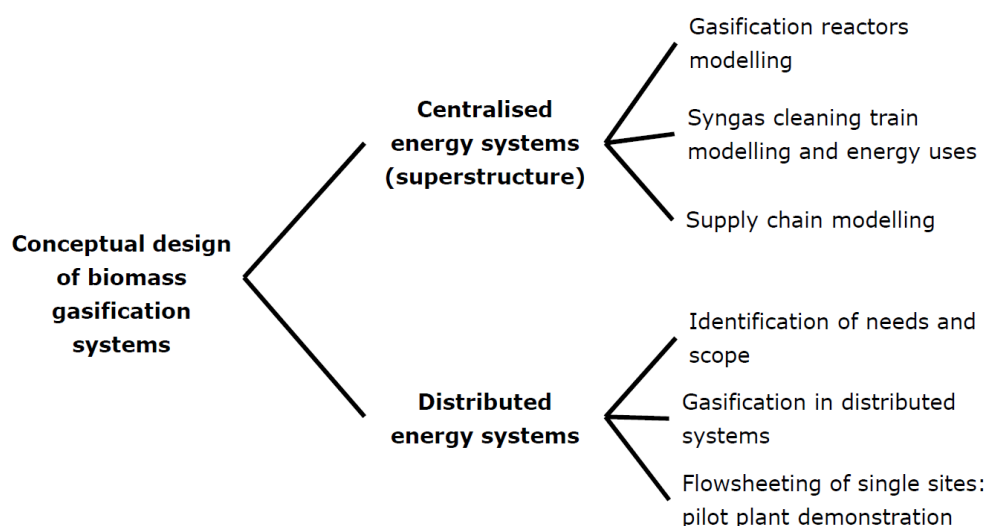 Conceptual design
of biomass
gasification
systems
Centralised
energy systems
(superstructure)
Gasification reactors
modelling
Syngas cleaning train
modelling and energy uses
Supply chain modelling
Distributed
energy systems
Identification of needs and
scope
Gasification in distributed
systems
Flowsheeting of single sites:
pilot plant demonstration